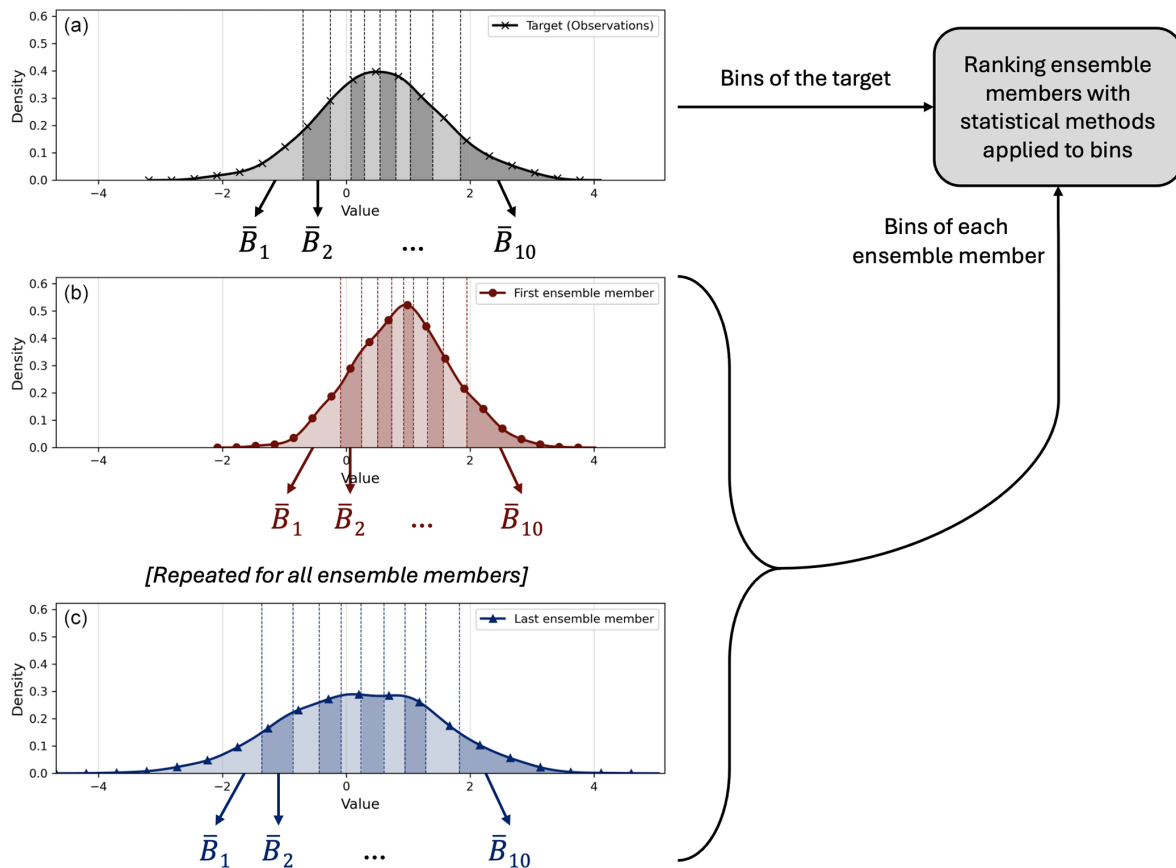 (a)
Target (Observations)
0.6
0.5
0.4
0.3
0.2
0.1
0.0
Density
−4
−2
0
2
4
Value
B̅₁
B̅₂
...
B̅₁₀
Bins of the target
Ranking ensemble
members with
statistical methods
applied to bins
Bins of each
ensemble member
(b)
First ensemble member
0.6
0.5
0.4
0.3
0.2
0.1
0.0
Density
−4
−2
0
2
4
Value
B̅₁
B̅₂
...
B̅₁₀
[Repeated for all ensemble members]
(c)
Last ensemble member
0.6
0.5
0.4
0.3
0.2
0.1
0.0
Density
−4
−2
0
2
4
Value
B̅₁
B̅₂
...
B̅₁₀